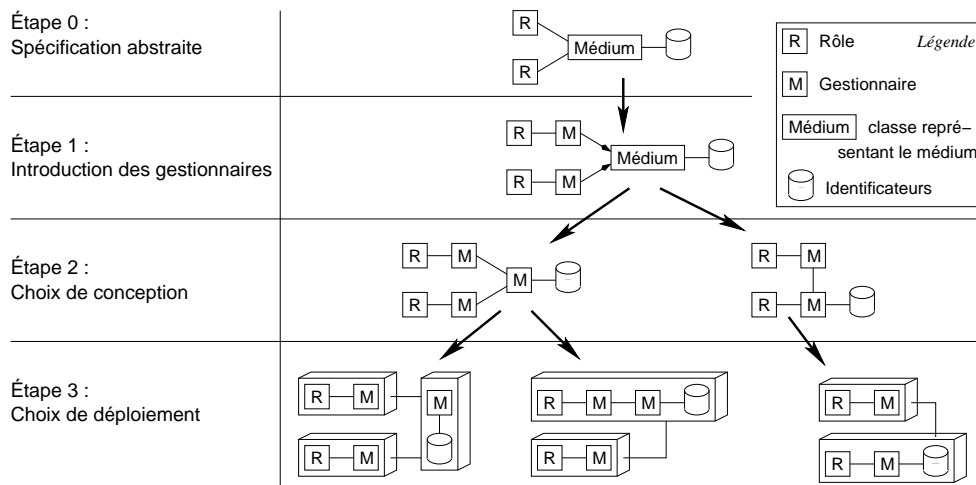 Étape 0 :
Spécification abstraite
R
Médium
R
R Rôle Légende
M Gestionnaire
Médium classe repré–
sentant le médium
Identificateurs
Étape 1 :
Introduction des gestionnaires
R M
Médium
R M
Étape 2 :
Choix de conception
R M
M
R M
R M
R M
Étape 3 :
Choix de déploiement
R M
M
R M
R M M
R M
R M
R M